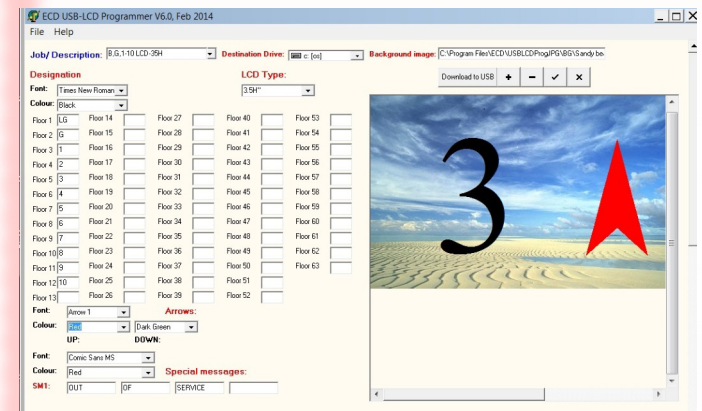 ECD USB-LCD Programmer V6.0, Feb 2014
File Help
Job/ Description: B,G,1-10 LCD-35H Destination Drive: c: [os] Background image: C:\Program Files\ECD\USBLCDProg\JPG\BG\Sandy be
Designation LCD Type: Download to USB + − ✓ x
Font: Times New Roman 3.5H"
Colour: Black
Floor 1 LG Floor 14 Floor 27 Floor 40 Floor 53
Floor 2 G Floor 15 Floor 28 Floor 41 Floor 54
Floor 3 1 Floor 16 Floor 29 Floor 42 Floor 55
Floor 4 2 Floor 17 Floor 30 Floor 43 Floor 56
Floor 5 3 Floor 18 Floor 31 Floor 44 Floor 57
Floor 6 4 Floor 19 Floor 32 Floor 45 Floor 58
Floor 7 5 Floor 20 Floor 33 Floor 46 Floor 59
Floor 8 6 Floor 21 Floor 34 Floor 47 Floor 60
Floor 9 7 Floor 22 Floor 35 Floor 48 Floor 61
Floor 10 8 Floor 23 Floor 36 Floor 49 Floor 62
Floor 11 9 Floor 24 Floor 37 Floor 50 Floor 63
Floor 12 10 Floor 25 Floor 38 Floor 51
Floor 13 Floor 26 Floor 39 Floor 52
3
Font: Arrow 1 Arrows:
Colour: Red Dark Green
UP: DOWN:
Font: Comic Sans MS
Colour: Red Special messages:
SM1: OUT OF SERVICE